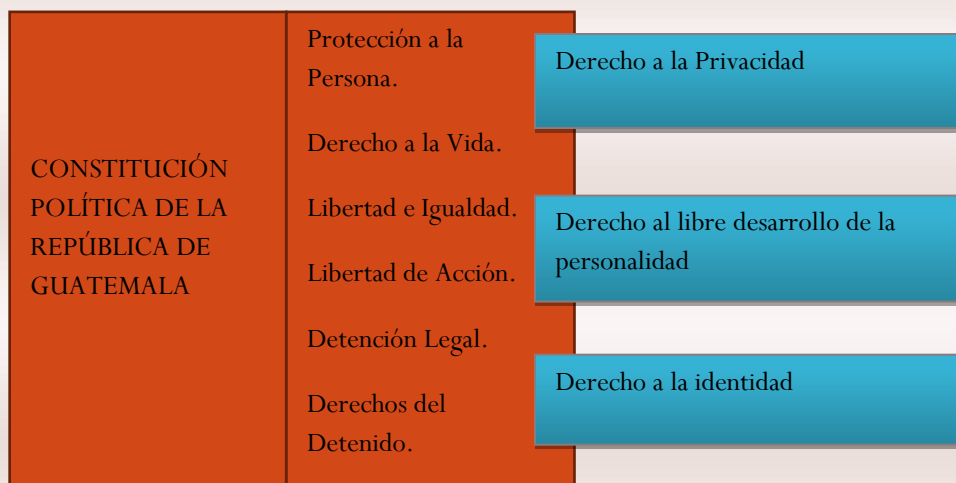 CONSTITUCIÓN
POLÍTICA DE LA
REPÚBLICA DE
GUATEMALA
Protección a la
Persona.
Derecho a la Vida.
Libertad e Igualdad.
Libertad de Acción.
Detención Legal.
Derechos del
Detenido.
Derecho a la Privacidad
Derecho al libre desarrollo de la
personalidad
Derecho a la identidad